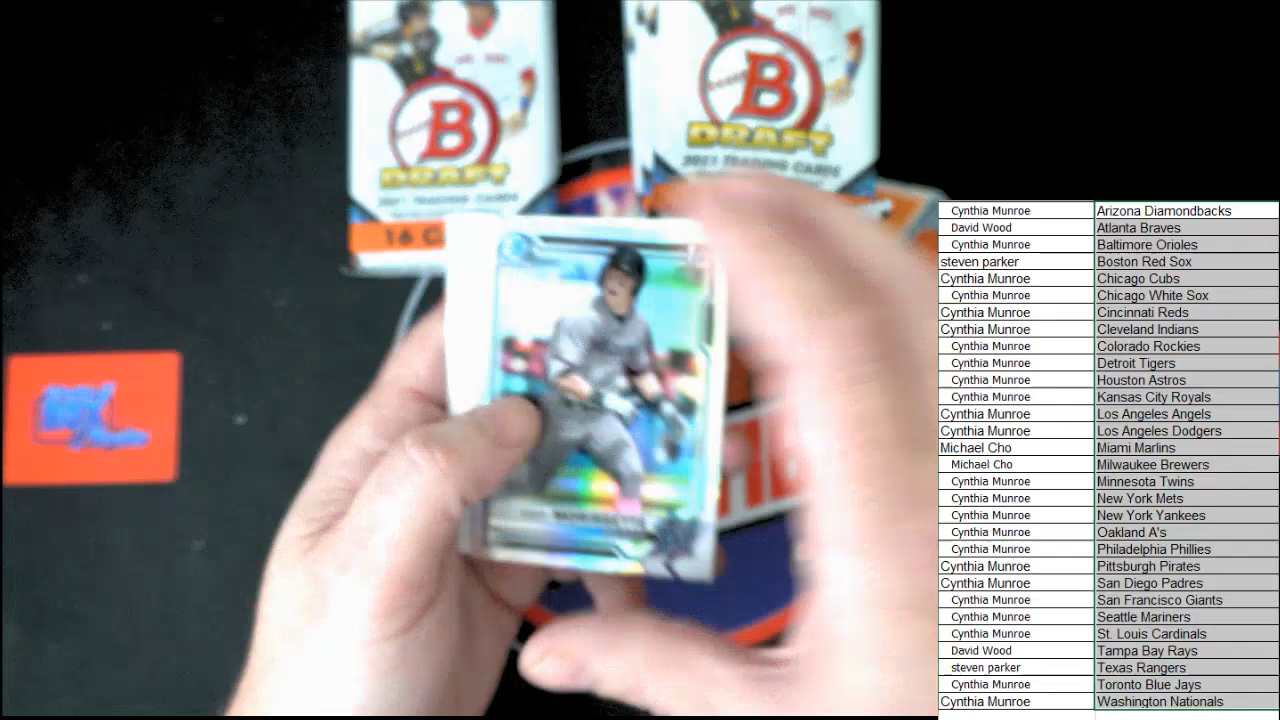 B
DRAFT
2021 TRADING CARDS
16 C
B
DRAFT
2021 TRADING CARDS
Cynthia Munroe Arizona Diamondbacks
David Wood Atlanta Braves
Cynthia Munroe Baltimore Orioles
steven parker Boston Red Sox
Cynthia Munroe Chicago Cubs
Cynthia Munroe Chicago White Sox
Cynthia Munroe Cincinnati Reds
Cynthia Munroe Cleveland Indians
Cynthia Munroe Colorado Rockies
Cynthia Munroe Detroit Tigers
Cynthia Munroe Houston Astros
Cynthia Munroe Kansas City Royals
Cynthia Munroe Los Angeles Angels
Cynthia Munroe Los Angeles Dodgers
Michael Cho Miami Marlins
Michael Cho Milwaukee Brewers
Cynthia Munroe Minnesota Twins
Cynthia Munroe New York Mets
Cynthia Munroe New York Yankees
Cynthia Munroe Oakland A's
Cynthia Munroe Philadelphia Phillies
Cynthia Munroe Pittsburgh Pirates
Cynthia Munroe San Diego Padres
Cynthia Munroe San Francisco Giants
Cynthia Munroe Seattle Mariners
Cynthia Munroe St. Louis Cardinals
David Wood Tampa Bay Rays
steven parker Texas Rangers
Cynthia Munroe Toronto Blue Jays
Cynthia Munroe Washington Nationals